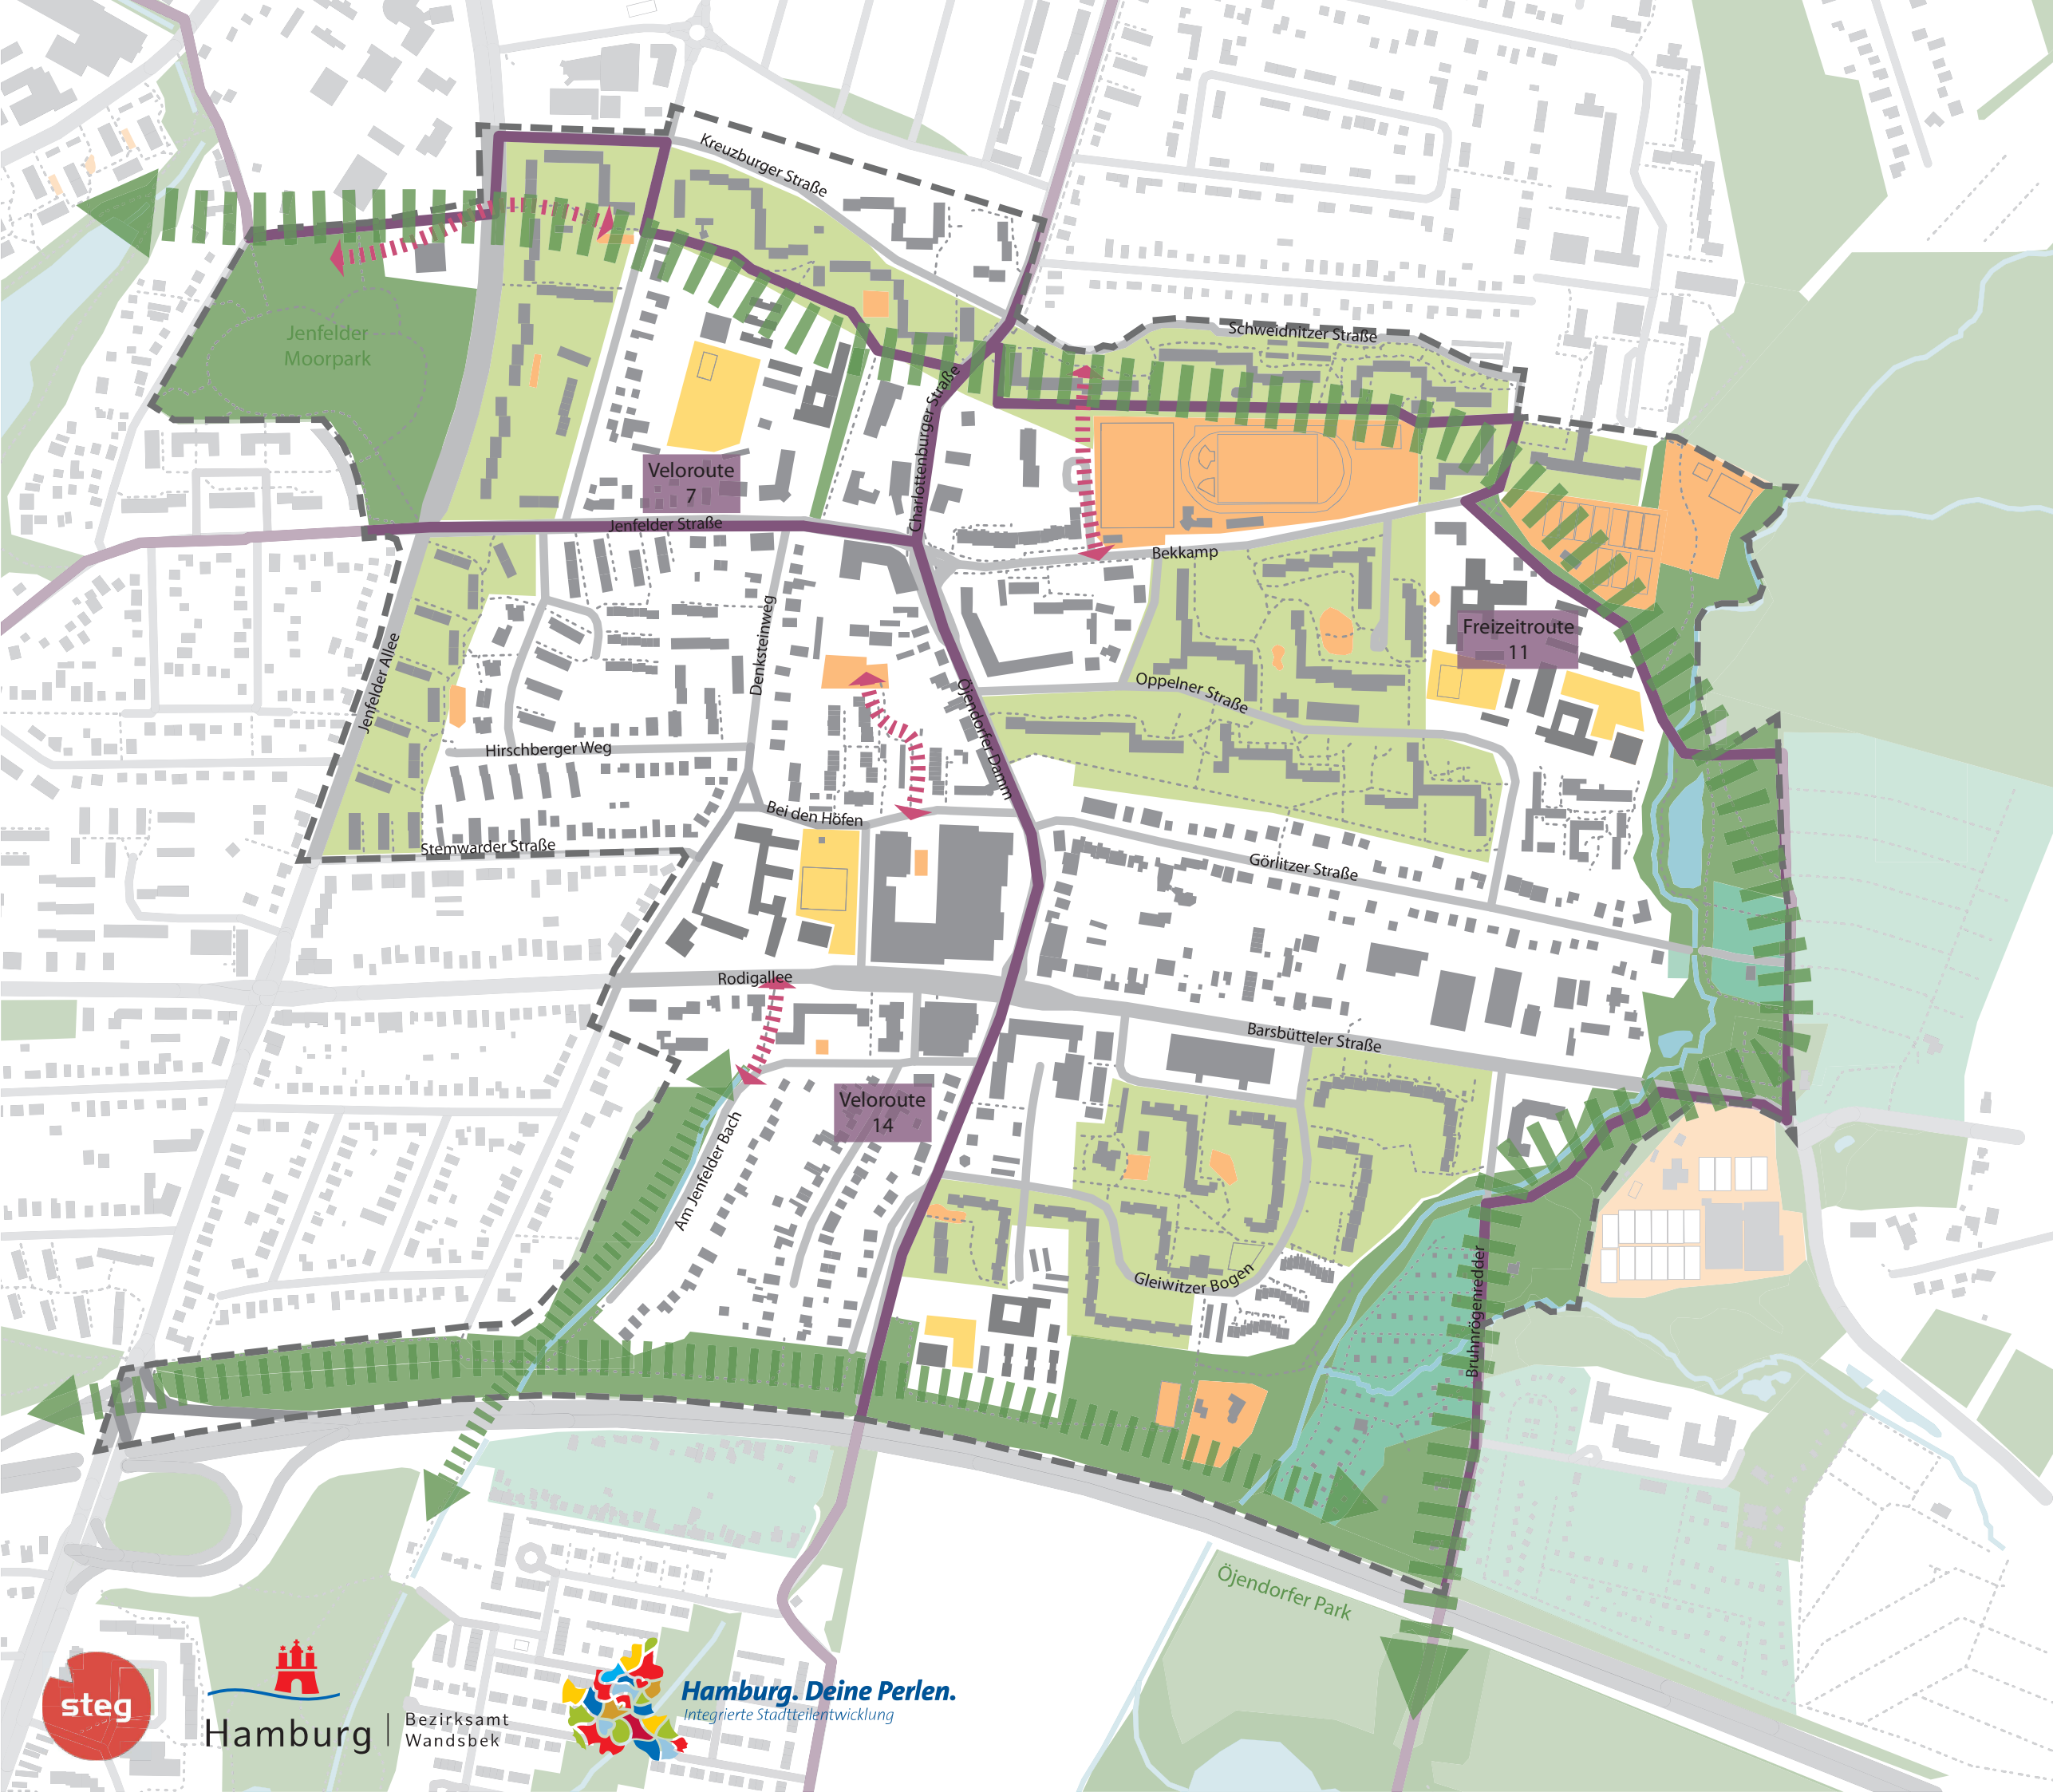 Kreuzburger Straße
Schweidnitzer Straße
Jenfelder
Moorpark
Charlottenburger Straße
Veloroute
7
Jenfelder Straße
Bekkamp
Freizeitroute
11
Denksteinweg
Jenfelder Allee
Oppelner Straße
Öjendorfer Damm
Hirschberger Weg
Bei den Höfen
Stemwarder Straße
Görlitzer Straße
Rodigallee
Barsbütteler Straße
Veloroute
14
Am Jenfelder Bach
Gleiwitzer Bogen
Bruhnrögenredder
Öjendorfer Park
steg
Hamburg
Bezirksamt
Wandsbek
Hamburg. Deine Perlen.
Integrierte Stadtteilentwicklung